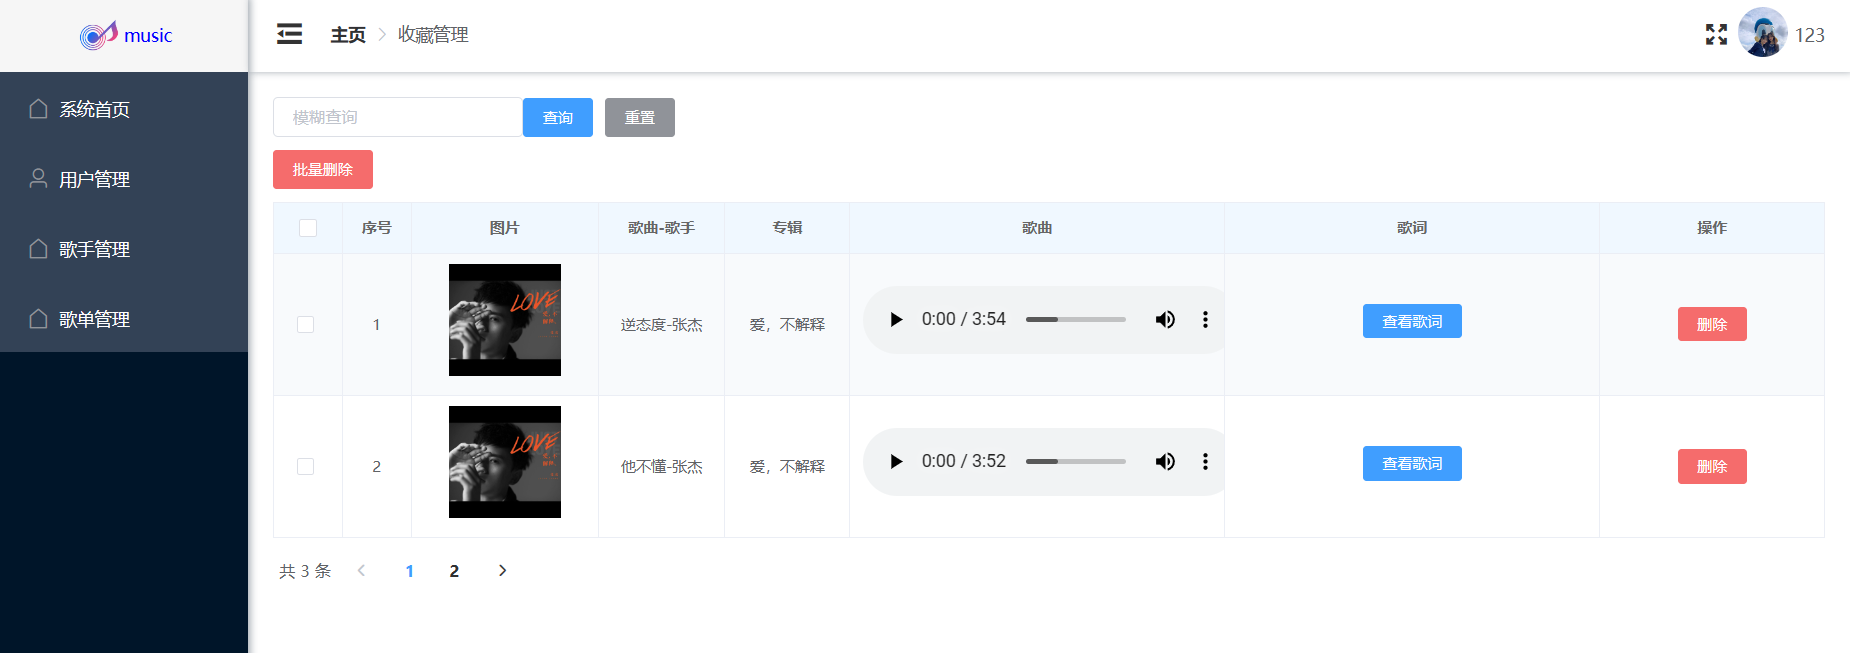 music
主页
收藏管理
123
系统首页
用户管理
歌手管理
歌单管理
模糊查询
查询
重置
批量删除
序号 图片 歌曲-歌手 专辑 歌曲 歌词 操作
LOVE
1 逆态度-张杰 爱，不解释 0:00 / 3:54 查看歌词 删除
LOVE
2 他不懂-张杰 爱，不解释 0:00 / 3:52 查看歌词 删除
共 3 条 1 2